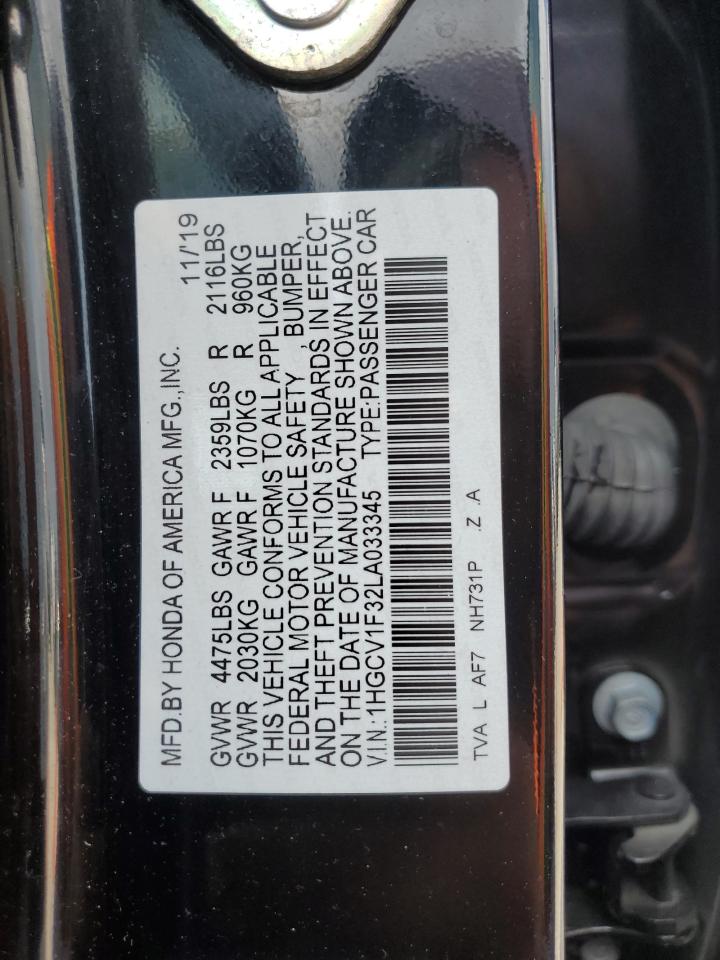 MFD.BY HONDA OF AMERICA MFG.,INC. 11/'19
GVWR 4475LBS GAWR F 2359LBS R 2116LBS
GVWR 2030KG GAWR F 1070KG R 960KG
THIS VEHICLE CONFORMS TO ALL APPLICABLE
FEDERAL MOTOR VEHICLE SAFETY, BUMPER,
AND THEFT PREVENTION STANDARDS IN EFFECT
ON THE DATE OF MANUFACTURE SHOWN ABOVE.
V.I.N.:1HGCV1F32LA033345 TYPE:PASSENGER CAR
TVA L AF7 NH731P .Z .A